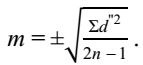 m = ±√(Σd"² / (2n − 1)).